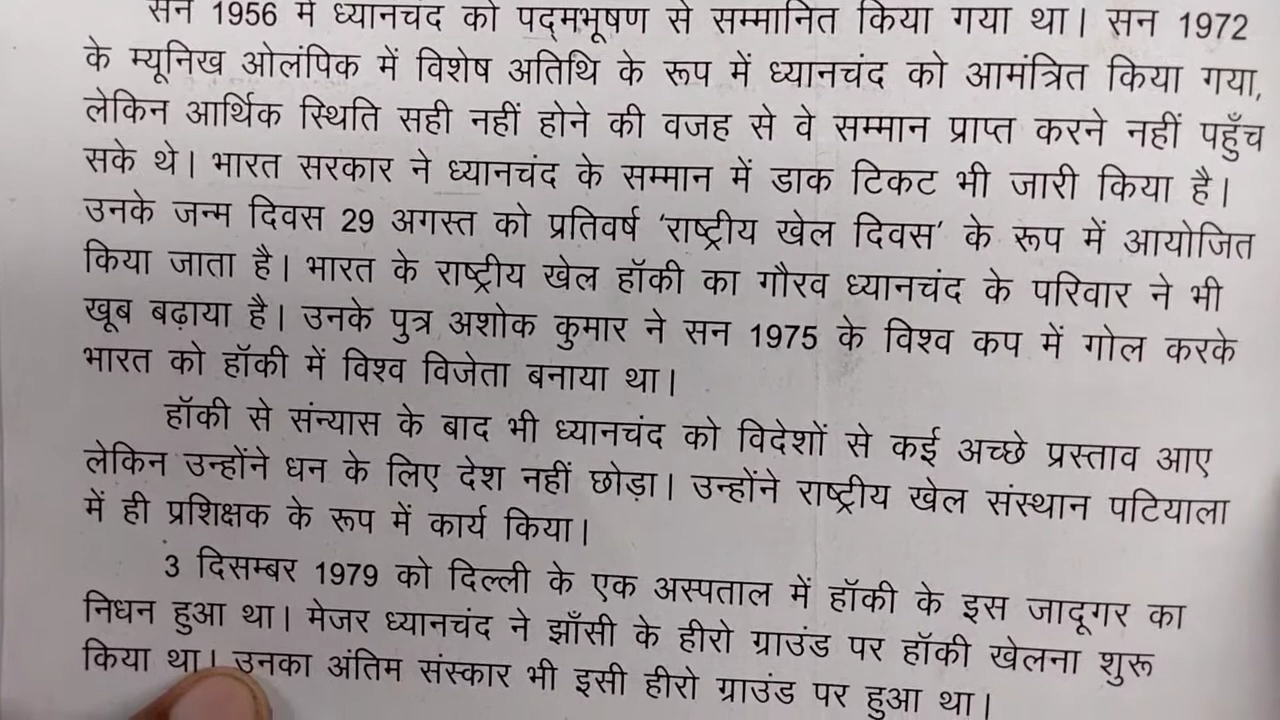 सन 1956 में ध्यानचंद को पद्मभूषण से सम्मानित किया गया था। सन 1972
के म्यूनिख ओलंपिक में विशेष अतिथि के रूप में ध्यानचंद को आमंत्रित किया गया,
लेकिन आर्थिक स्थिति सही नहीं होने की वजह से वे सम्मान प्राप्त करने नहीं पहुँच
सके थे। भारत सरकार ने ध्यानचंद के सम्मान में डाक टिकट भी जारी किया है।
उनके जन्म दिवस 29 अगस्त को प्रतिवर्ष 'राष्ट्रीय खेल दिवस' के रूप में आयोजित
किया जाता है। भारत के राष्ट्रीय खेल हॉकी का गौरव ध्यानचंद के परिवार ने भी
खूब बढ़ाया है। उनके पुत्र अशोक कुमार ने सन 1975 के विश्व कप में गोल करके
भारत को हॉकी में विश्व विजेता बनाया था।
हॉकी से संन्यास के बाद भी ध्यानचंद को विदेशों से कई अच्छे प्रस्ताव आए
लेकिन उन्होंने धन के लिए देश नहीं छोड़ा। उन्होंने राष्ट्रीय खेल संस्थान पटियाला
में ही प्रशिक्षक के रूप में कार्य किया।
3 दिसम्बर 1979 को दिल्ली के एक अस्पताल में हॉकी के इस जादूगर का
निधन हुआ था। मेजर ध्यानचंद ने झाँसी के हीरो ग्राउंड पर हॉकी खेलना शुरू
किया था। उनका अंतिम संस्कार भी इसी हीरो ग्राउंड पर हुआ था।